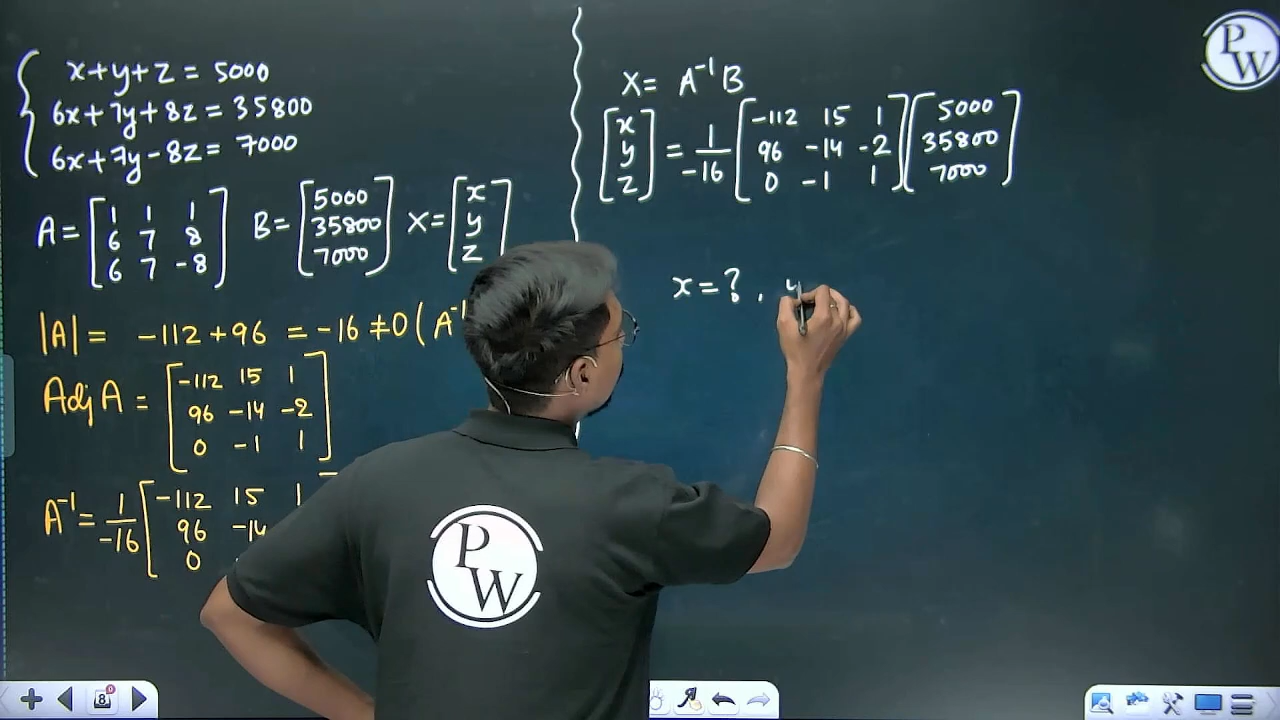 x+y+z = 5000
6x+7y+8z = 35800
6x+7y-8z = 7000
A = [1 1 1
6 7 8
6 7 -8]
B = [5000
35800
7000]
X = [x
y
z]
|A| = -112 +96 = -16 ≠0 (A⁻¹
Adj A = [-112 15 1
96 -14 -2
0 -1 1]
A⁻¹ = 1/-16 [-112 15 1
96 -14
0
X = A⁻¹ B
[x
y
z] = 1/-16 [-112 15 1
96 -14 -2
0 -1 1] [5000
35800
7000]
x = ? , y
P
W
P
W
8